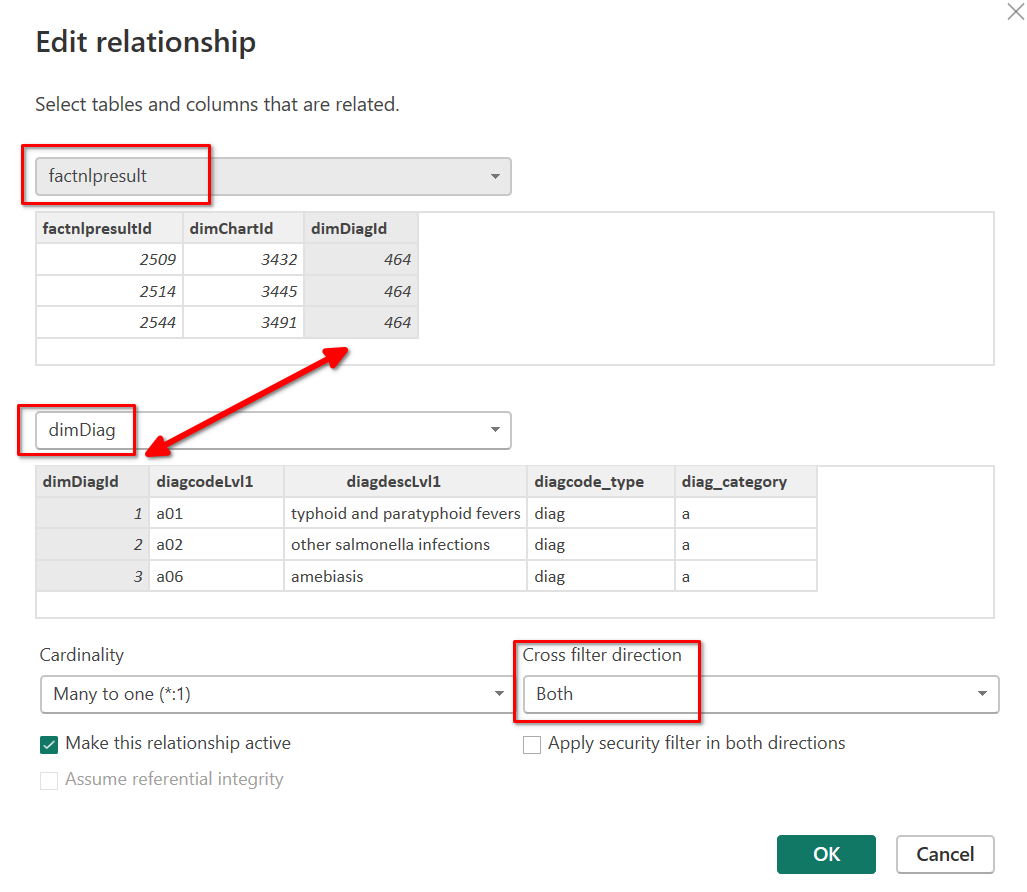 Edit relationship
Select tables and columns that are related.
factnlpresult
factnlpresultId dimChartId dimDiagId
2509 3432 464
2514 3445 464
2544 3491 464
dimDiag
dimDiagId diagcodeLvl1 diagdescLvl1 diagcode_type diag_category
1 a01 typhoid and paratyphoid fevers diag a
2 a02 other salmonella infections diag a
3 a06 amebiasis diag a
Cardinality Cross filter direction
Many to one (*:1) Both
Make this relationship active Apply security filter in both directions
Assume referential integrity
OK Cancel